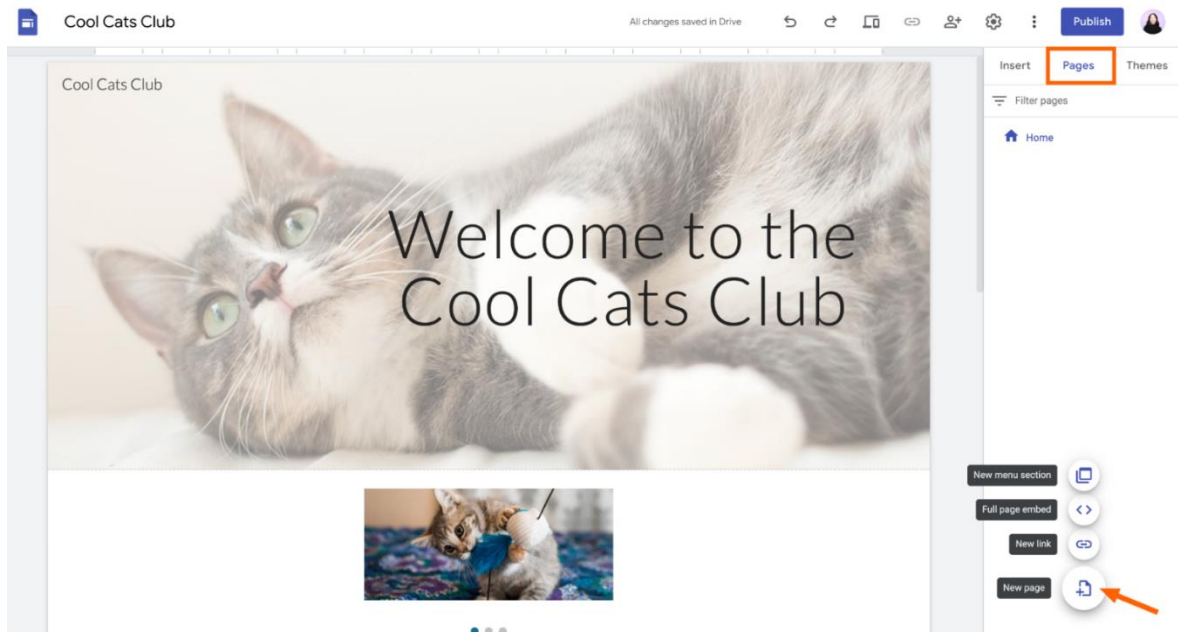 Cool Cats Club
All changes saved in Drive
Publish
Insert Pages Themes
Filter pages
Home
Cool Cats Club
Welcome to the
Cool Cats Club
New menu section
Full page embed
New link
New page